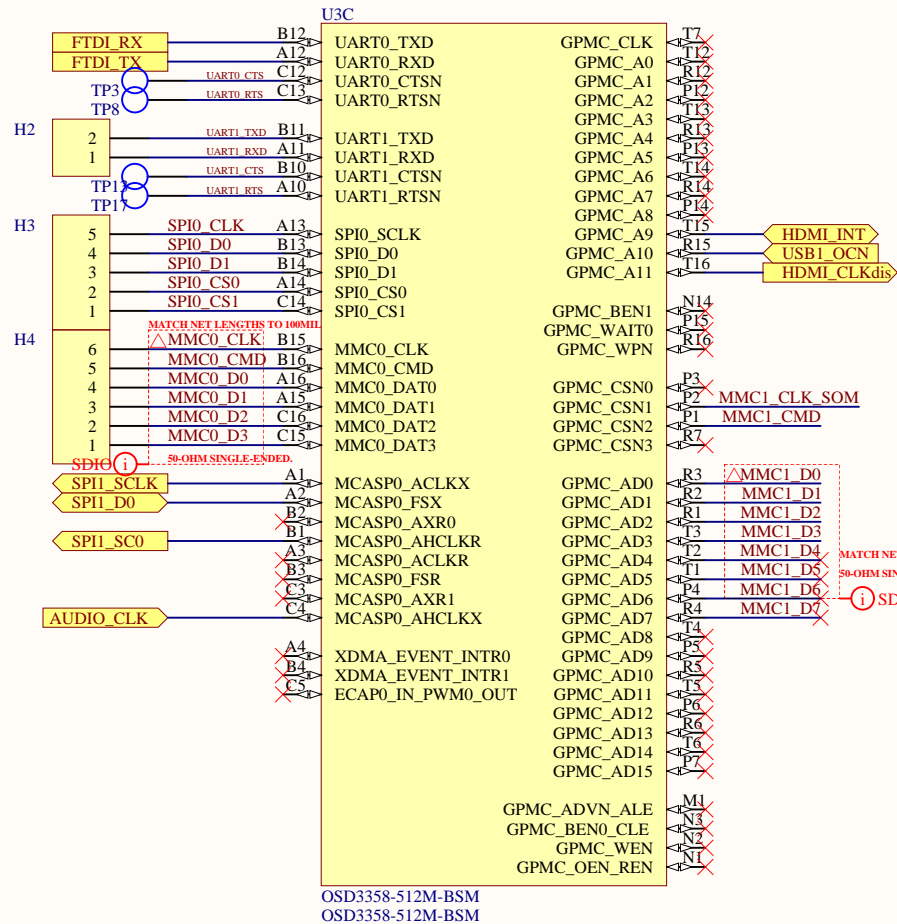 U3C
FTDI_RX B12 UART0_TXD GPMC_CLK T7
FTDI_TX A12 UART0_RXD GPMC_A0 T12
UART0_CTS C12 UART0_CTSN GPMC_A1 R12
TP3
UART0_RTS C13 UART0_RTSN GPMC_A2 P12
TP8
GPMC_A3 T13
H2
2 UART1_TXD B11 UART1_TXD GPMC_A4 R13
1 UART1_RXD A11 UART1_RXD GPMC_A5 P13
UART1_CTS B10 UART1_CTSN GPMC_A6 T14
TP13
UART1_RTS A10 UART1_RTSN GPMC_A7 R14
TP17
GPMC_A8 P14
H3
5 SPI0_CLK A13 SPI0_SCLK GPMC_A9 T15 HDMI_INT
4 SPI0_D0 B13 SPI0_D0 GPMC_A10 R15 USB1_OCN
3 SPI0_D1 B14 SPI0_D1 GPMC_A11 T16 HDMI_CLKdis
2 SPI0_CS0 A14 SPI0_CS0
1 SPI0_CS1 C14 SPI0_CS1 GPMC_BEN1 N14
MATCH NET LENGTHS TO 100MIL
GPMC_WAIT0 P15
H4
6 MMC0_CLK B15 MMC0_CLK GPMC_WPN R16
5 MMC0_CMD B16 MMC0_CMD
4 MMC0_D0 A16 MMC0_DAT0 GPMC_CSN0 P3
3 MMC0_D1 A15 MMC0_DAT1 GPMC_CSN1 P2 MMC1_CLK_SOM
2 MMC0_D2 C16 MMC0_DAT2 GPMC_CSN2 P1 MMC1_CMD
1 MMC0_D3 C15 MMC0_DAT3 GPMC_CSN3 R7
SDIO i 50-OHM SINGLE-ENDED.
SPI1_SCLK A1 MCASP0_ACLKX GPMC_AD0 R3 MMC1_D0
SPI1_D0 A2 MCASP0_FSX GPMC_AD1 R2 MMC1_D1
B2 MCASP0_AXR0 GPMC_AD2 R1 MMC1_D2
SPI1_SC0 B1 MCASP0_AHCLKR GPMC_AD3 T3 MMC1_D3
A3 MCASP0_ACLKR GPMC_AD4 T2 MMC1_D4
MATCH NE
B3 MCASP0_FSR GPMC_AD5 T1 MMC1_D5
50-OHM SIN
C3 MCASP0_AXR1 GPMC_AD6 P4 MMC1_D6 i SD
AUDIO_CLK C4 MCASP0_AHCLKX GPMC_AD7 R4 MMC1_D7
GPMC_AD8 T4
A4 XDMA_EVENT_INTR0 GPMC_AD9 P5
B4 XDMA_EVENT_INTR1 GPMC_AD10 R5
C5 ECAP0_IN_PWM0_OUT GPMC_AD11 T5
GPMC_AD12 P6
GPMC_AD13 R6
GPMC_AD14 T6
GPMC_AD15 P7
GPMC_ADVN_ALE M1
GPMC_BEN0_CLE N3
GPMC_WEN N2
GPMC_OEN_REN N1
OSD3358-512M-BSM
OSD3358-512M-BSM